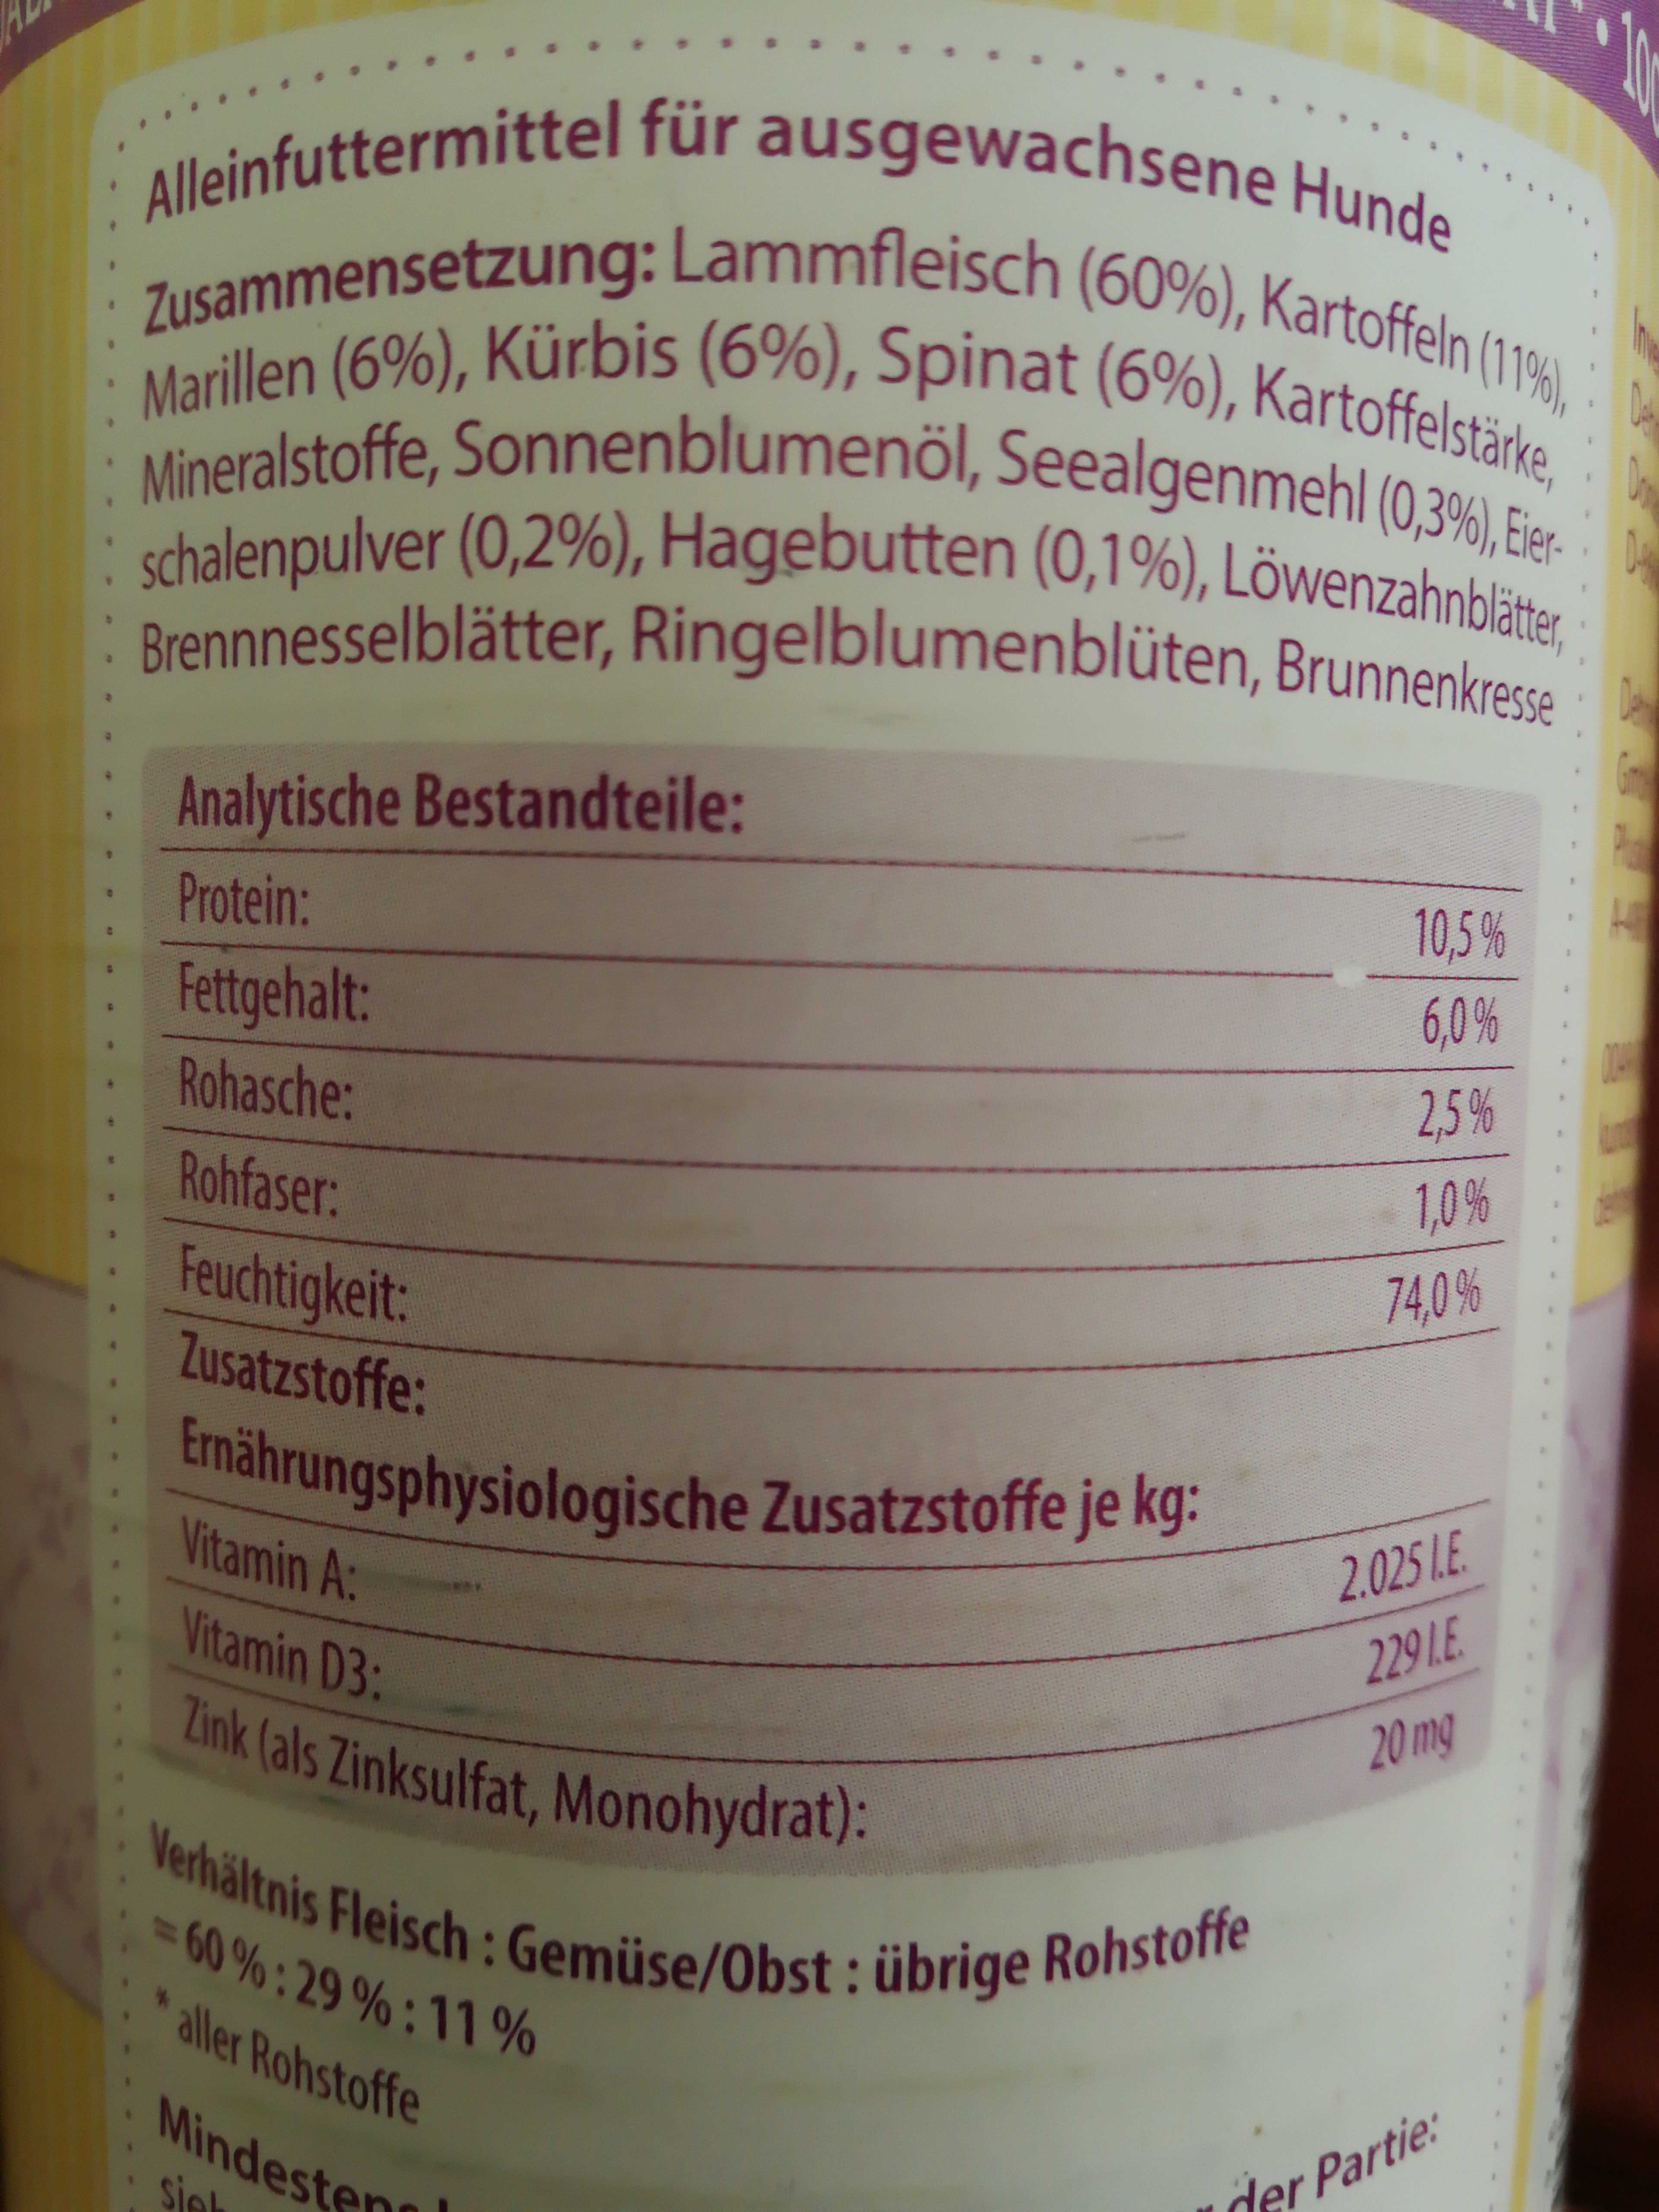 Alleinfuttermittel für ausgewachsene Hunde
Zusammensetzung: Lammfleisch (60%), Kartoffeln (11%),
Marillen (6%), Kürbis (6%), Spinat (6%), Kartoffelstärke,
Mineralstoffe, Sonnenblumenöl, Seealgenmehl (0,3%), Eier-
schalenpulver (0,2%), Hagebutten (0,1%), Löwenzahnblätter,
Brennnesselblätter, Ringelblumenblüten, Brunnenkresse
Analytische Bestandteile:
Protein: 10,5%
Fettgehalt: 6,0%
Rohasche: 2,5%
Rohfaser: 1,0%
Feuchtigkeit: 74,0%
Zusatzstoffe:
Ernährungsphysiologische Zusatzstoffe je kg:
Vitamin A: 2.025 I.E.
Vitamin D3: 229 I.E.
Zink (als Zinksulfat, Monohydrat): 20 mg
Verhältnis Fleisch : Gemüse/Obst : übrige Rohstoffe
= 60 % : 29 % : 11 %
* aller Rohstoffe
der Partie: